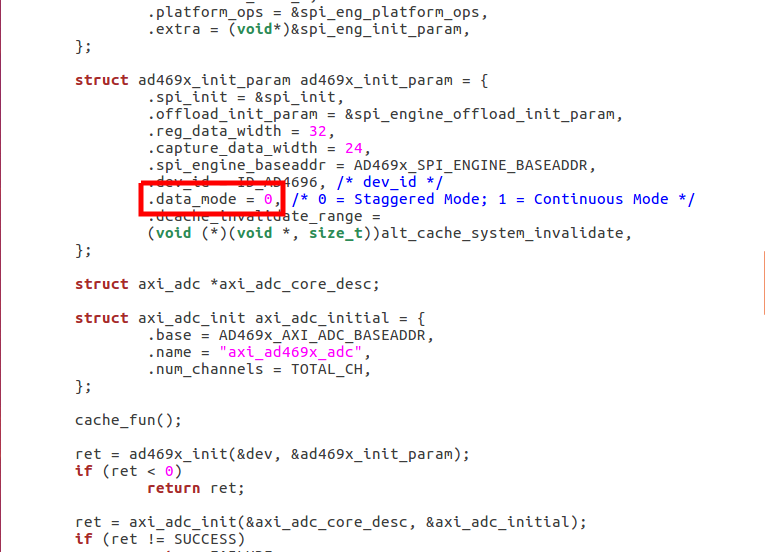 .platform_ops = &spi_eng_platform_ops,
.extra = (void*)&spi_eng_init_param,
};
struct ad469x_init_param ad469x_init_param = {
.spi_init = &spi_init,
.offload_init_param = &spi_engine_offload_init_param,
.reg_data_width = 32,
.capture_data_width = 24,
.spi_engine_baseaddr = AD469x_SPI_ENGINE_BASEADDR,
.dev_id = ID_AD4696, /* dev_id */
.data_mode = 0, /* 0 = Staggered Mode; 1 = Continuous Mode */
.dcache_invalidate_range =
(void (*)(void *, size_t))alt_cache_system_invalidate,
};
struct axi_adc *axi_adc_core_desc;
struct axi_adc_init axi_adc_initial = {
.base = AD469x_AXI_ADC_BASEADDR,
.name = "axi_ad469x_adc",
.num_channels = TOTAL_CH,
};
cache_fun();
ret = ad469x_init(&dev, &ad469x_init_param);
if (ret < 0)
return ret;
ret = axi_adc_init(&axi_adc_core_desc, &axi_adc_initial);
if (ret != SUCCESS)